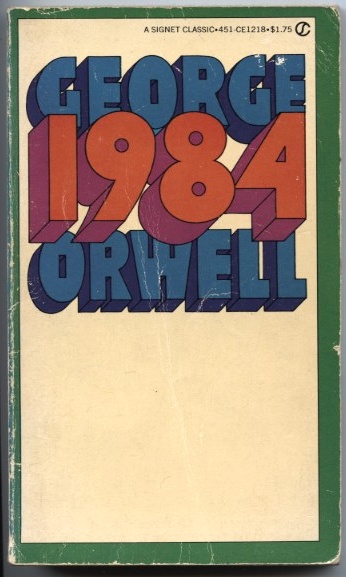 A SIGNET CLASSIC•451-CE1218•$1.75
GEORGE
1984
ORWELL